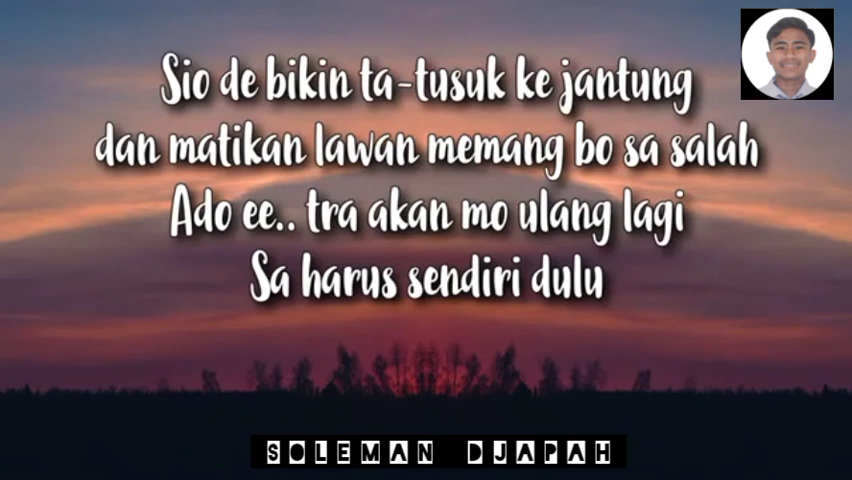 Sio de bikin ta-tusuk ke jantung
dan matikan lawan memang bo sa salah
Ado ee.. tra akan mo ulang lagi
Sa harus sendiri dulu
SOLEMAN DJAPAH